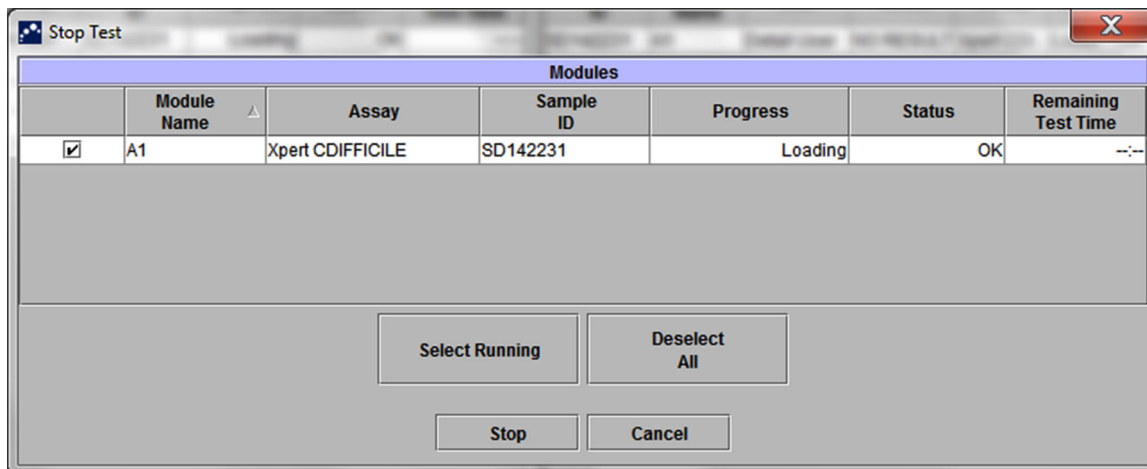 Stop Test
Modules
Module Name Assay Sample ID Progress Status Remaining Test Time
A1 Xpert CDIFFICILE SD142231 Loading OK --:--
Select Running Deselect All
Stop Cancel